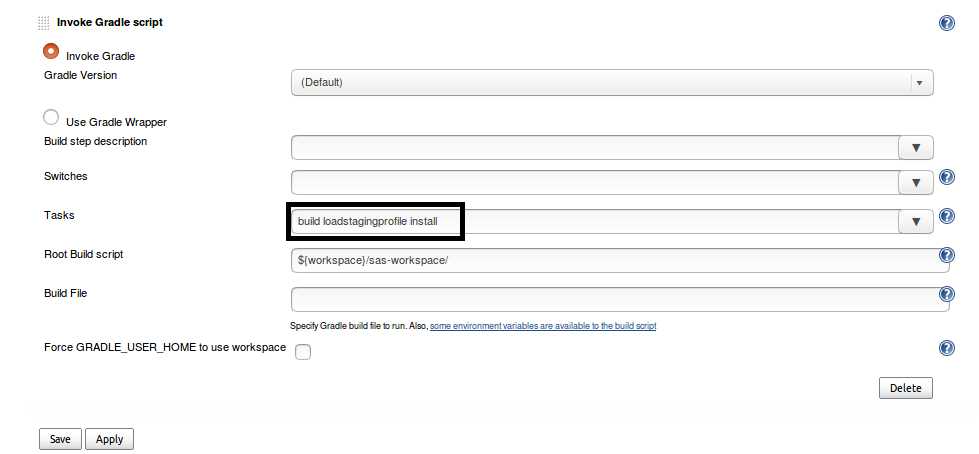 Invoke Gradle script
Invoke Gradle
Gradle Version
(Default)
Use Gradle Wrapper
Build step description
Switches
Tasks
build loadstagingprofile install
Root Build script
${workspace}/sas-workspace/
Build File
Specify Gradle build file to run. Also, some environment variables are available to the build script
Force GRADLE_USER_HOME to use workspace
Delete
Save Apply